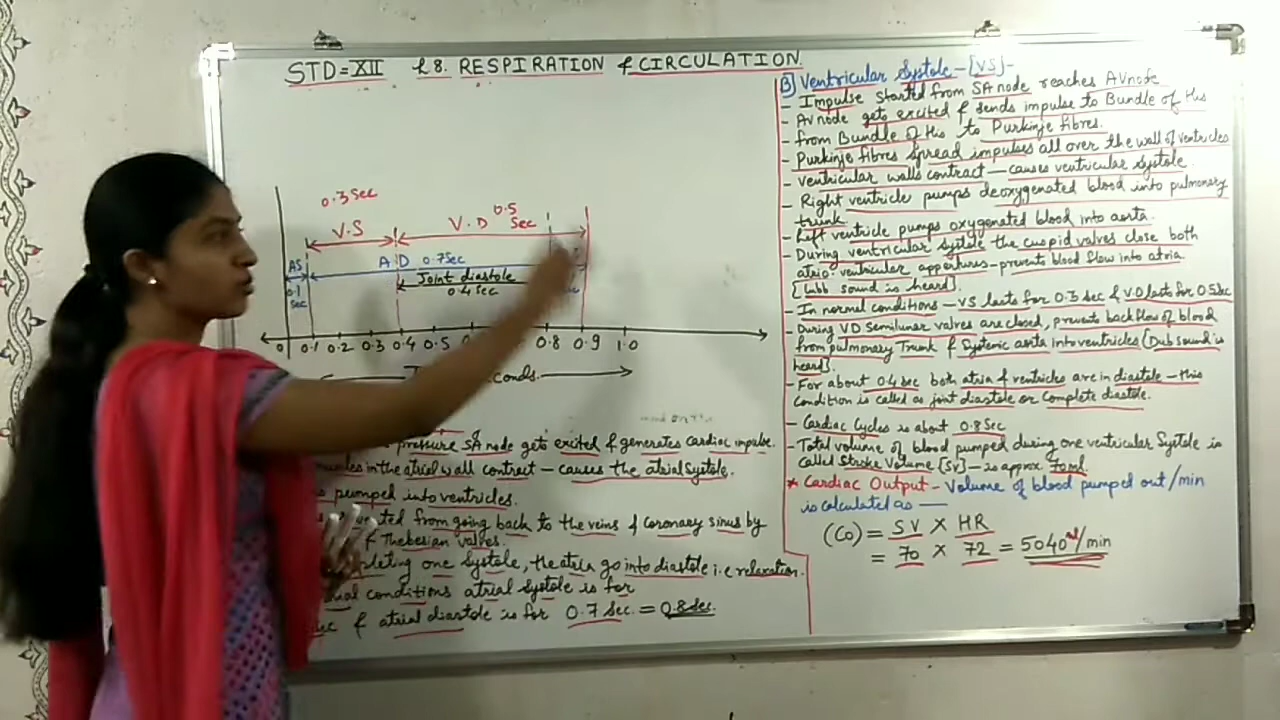 STD=XII L8. RESPIRATION & CIRCULATION.
0.3 Sec
V.S
V.D 0.5 Sec
AS
0.1 Sec
A D 0.7Sec
Joint diastole
0.4 Sec
0 0.1 0.2 0.3 0.4 0.5 0.8 0.9 1.0
pressure SA node gets excited & generates cardiac impulse.
in the atrial wall contract – causes the atrial systole.
pumped into ventricles.
from going back to the veins & coronary sinus by
& Thebesian valves.
one systole, the atria go into diastole i.e relaxation.
conditions atrial systole is for
& atrial diastole is for 0.7 Sec. = 0.8 Sec.
B] Ventricular Systole – [VS] –
– Impulse started from SA node reaches AV node
– AV node gets excited & sends impulse to Bundle of His
– from Bundle of His to Purkinje fibres.
– Purkinje fibres spread impulses all over the wall of ventricles
– ventricular walls contract – causes ventricular systole.
– Right ventricle pumps deoxygenated blood into pulmonary
trunk.
– Left ventricle pumps oxygenated blood into aorta.
– During ventricular systole the cuspid valves close both
atrio-ventricular appertures – prevents blood flow into atria
[Lubb sound is heard].
– In normal conditions – VS lasts for 0.3 Sec & V.D lasts for 0.5 Sec
– During VD semilunar valves are closed, prevents backflow of blood
from pulmonary Trunk & Systemic aorta into ventricles (Dub sound is
heard).
– For about 0.4 sec both atria & ventricles are in diastole – this
condition is called as joint diastole or complete diastole.
– Cardiac Cycles is about 0.8 Sec
– Total volume of blood pumped during one ventricular Systole is
called Stroke Volume [SV] – is approx 70ml.
* Cardiac Output – Volume of blood pumped out/min
is calculated as —
(CO) = SV × HR
= 70 × 72 = 5040 ml/min